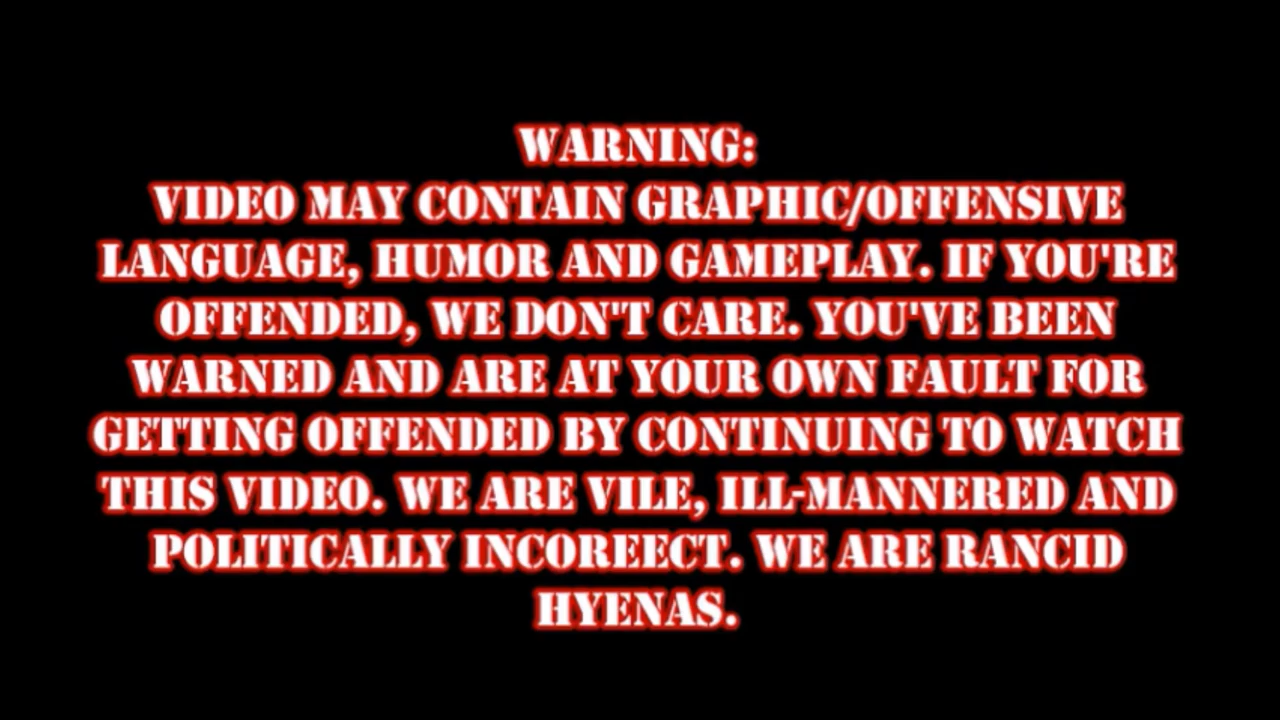 WARNING:
VIDEO MAY CONTAIN GRAPHIC/OFFENSIVE
LANGUAGE, HUMOR AND GAMEPLAY. IF YOU'RE
OFFENDED, WE DON'T CARE. YOU'VE BEEN
WARNED AND ARE AT YOUR OWN FAULT FOR
GETTING OFFENDED BY CONTINUING TO WATCH
THIS VIDEO. WE ARE VILE, ILL-MANNERED AND
POLITICALLY INCOREECT. WE ARE RANCID
HYENAS.